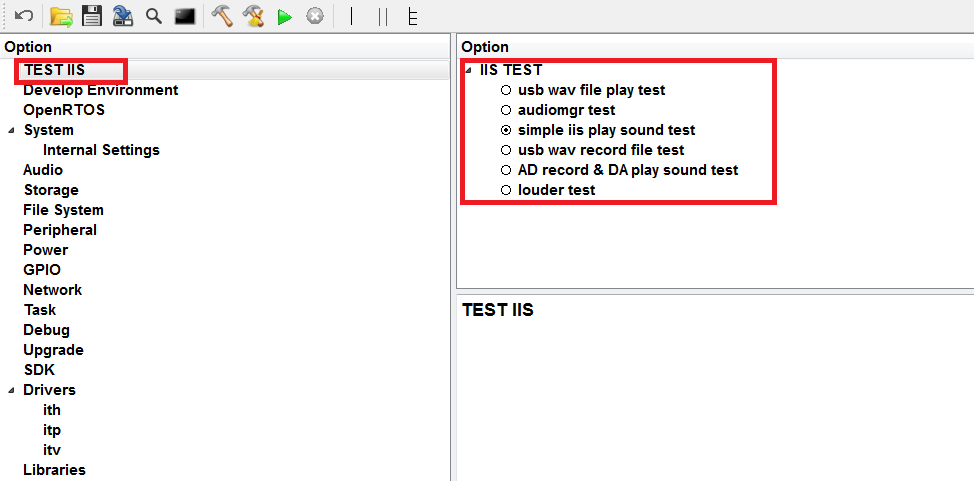 Option
TEST IIS
Develop Environment
OpenRTOS
System
Internal Settings
Audio
Storage
File System
Peripheral
Power
GPIO
Network
Task
Debug
Upgrade
SDK
Drivers
ith
itp
itv
Libraries
Option
IIS TEST
usb wav file play test
audiomgr test
simple iis play sound test
usb wav record file test
AD record & DA play sound test
louder test
TEST IIS